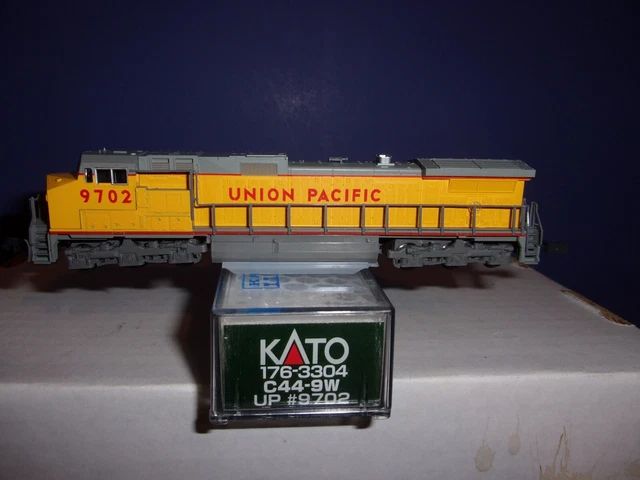 9702
UNION PACIFIC
KATO
176-3304
C44-9W
UP #9702